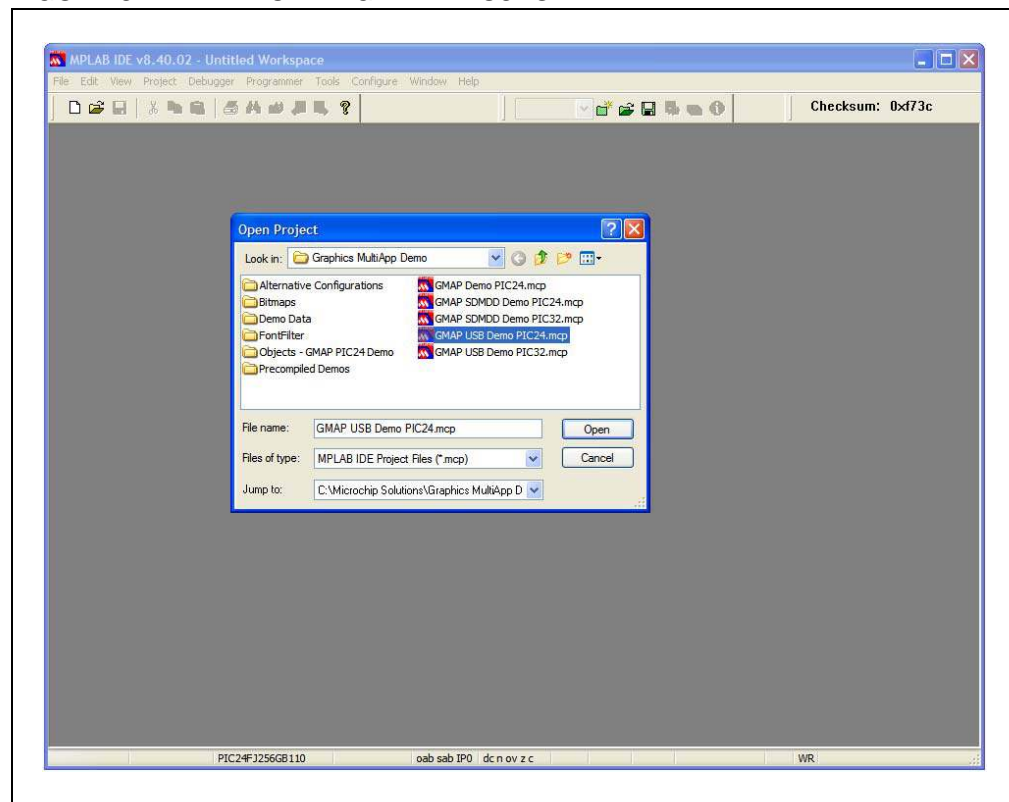 MPLAB IDE v8.40.02 - Untitled Workspace
File Edit View Project Debugger Programmer Tools Configure Window Help
Checksum: 0xf73c
Open Project
Look in: Graphics MultiApp Demo
Alternative Configurations
Bitmaps
Demo Data
FontFilter
Objects - GMAP PIC24 Demo
Precompiled Demos
GMAP Demo PIC24.mcp
GMAP SDMDD Demo PIC24.mcp
GMAP SDMDD Demo PIC32.mcp
GMAP USB Demo PIC24.mcp
GMAP USB Demo PIC32.mcp
File name: GMAP USB Demo PIC24.mcp Open
Files of type: MPLAB IDE Project Files (*.mcp) Cancel
Jump to: C:\Microchip Solutions\Graphics MultiApp D
PIC24FJ256GB110 oab sab IP0 dc n ov z c WR